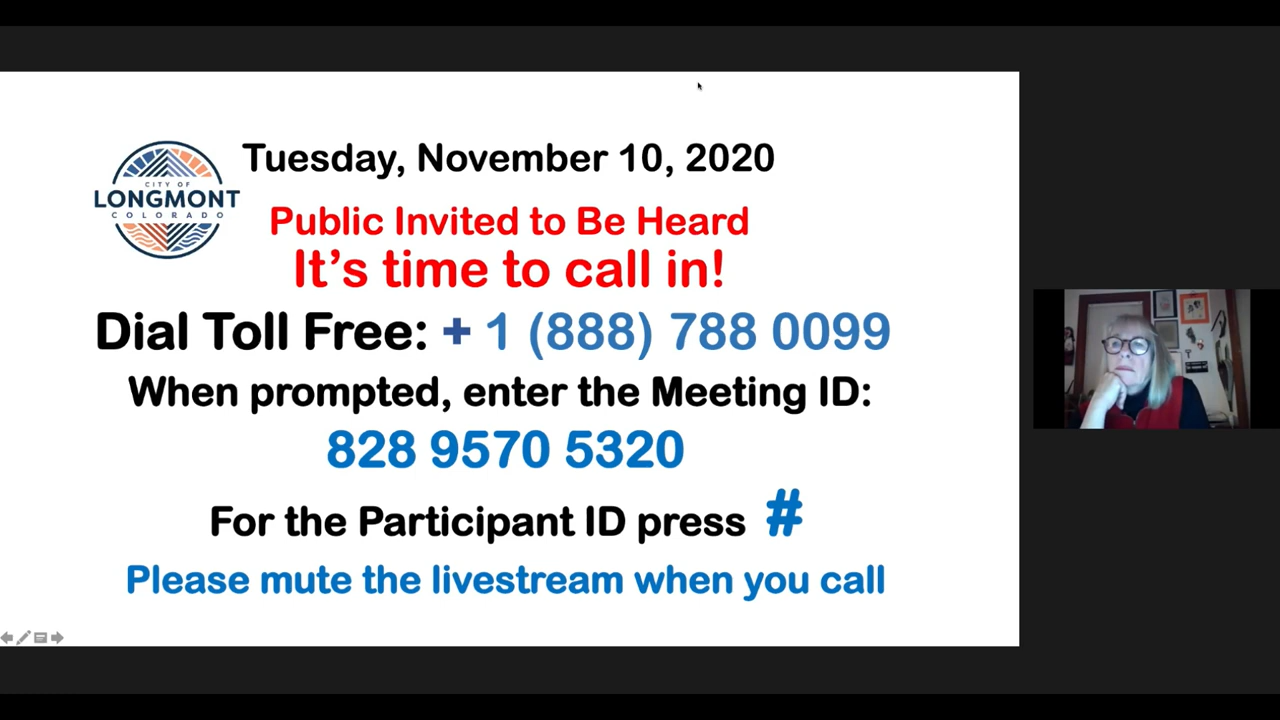 Tuesday, November 10, 2020
CITY OF
LONGMONT
COLORADO
Public Invited to Be Heard
It's time to call in!
Dial Toll Free: + 1 (888) 788 0099
When prompted, enter the Meeting ID:
828 9570 5320
For the Participant ID press #
Please mute the livestream when you call